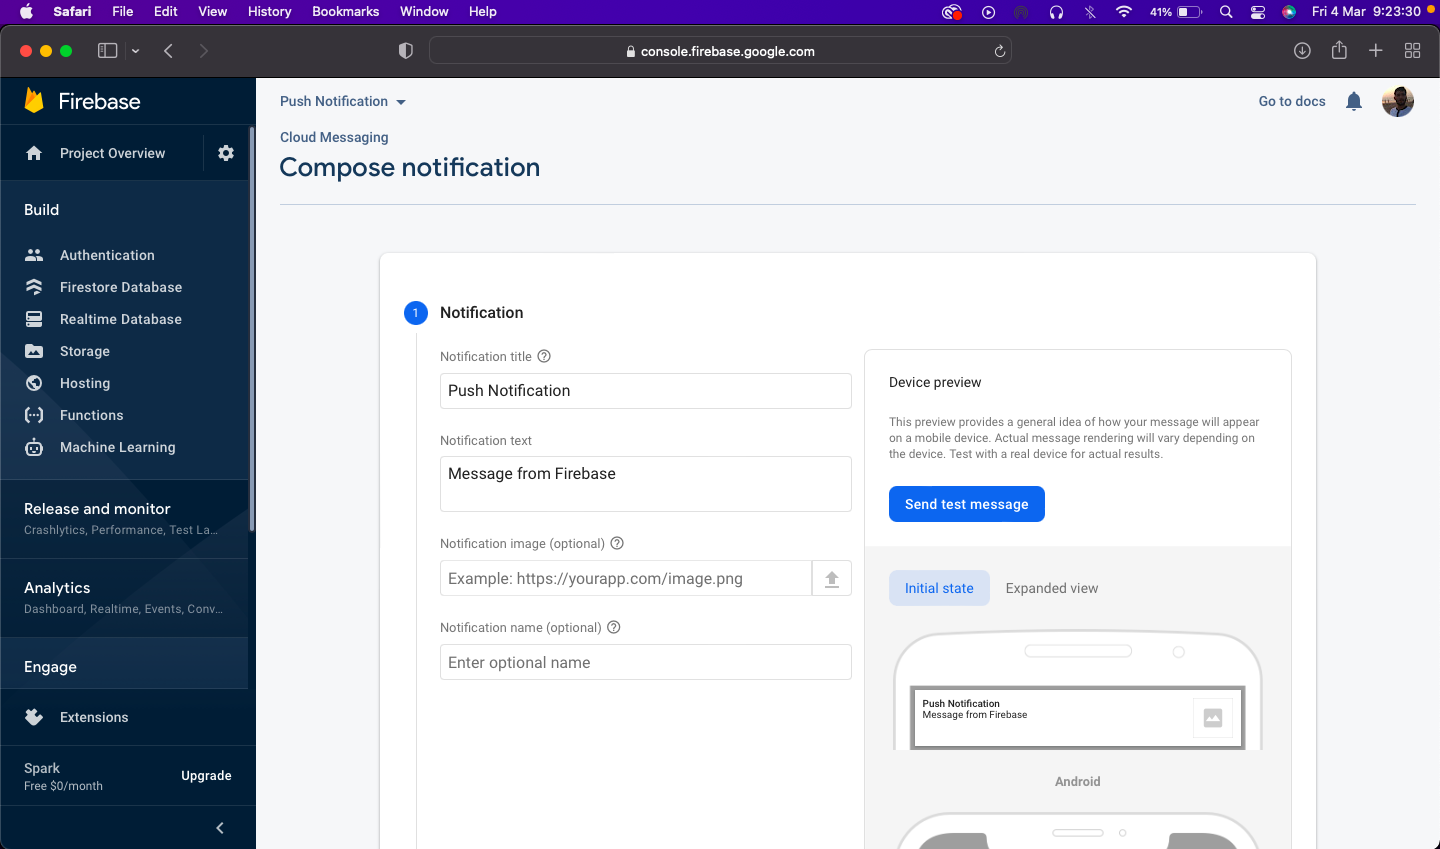 Safari File Edit View History Bookmarks Window Help 41% Fri 4 Mar 9:23:30
console.firebase.google.com
Firebase
Project Overview
Build
Authentication
Firestore Database
Realtime Database
Storage
Hosting
Functions
Machine Learning
Release and monitor
Crashlytics, Performance, Test La...
Analytics
Dashboard, Realtime, Events, Conv...
Engage
Extensions
Spark
Free $0/month
Upgrade
Push Notification
Go to docs
Cloud Messaging
Compose notification
1 Notification
Notification title
Push Notification
Notification text
Message from Firebase
Notification image (optional)
Example: https://yourapp.com/image.png
Notification name (optional)
Enter optional name
Device preview
This preview provides a general idea of how your message will appear
on a mobile device. Actual message rendering will vary depending on
the device. Test with a real device for actual results.
Send test message
Initial state Expanded view
Push Notification
Message from Firebase
Android